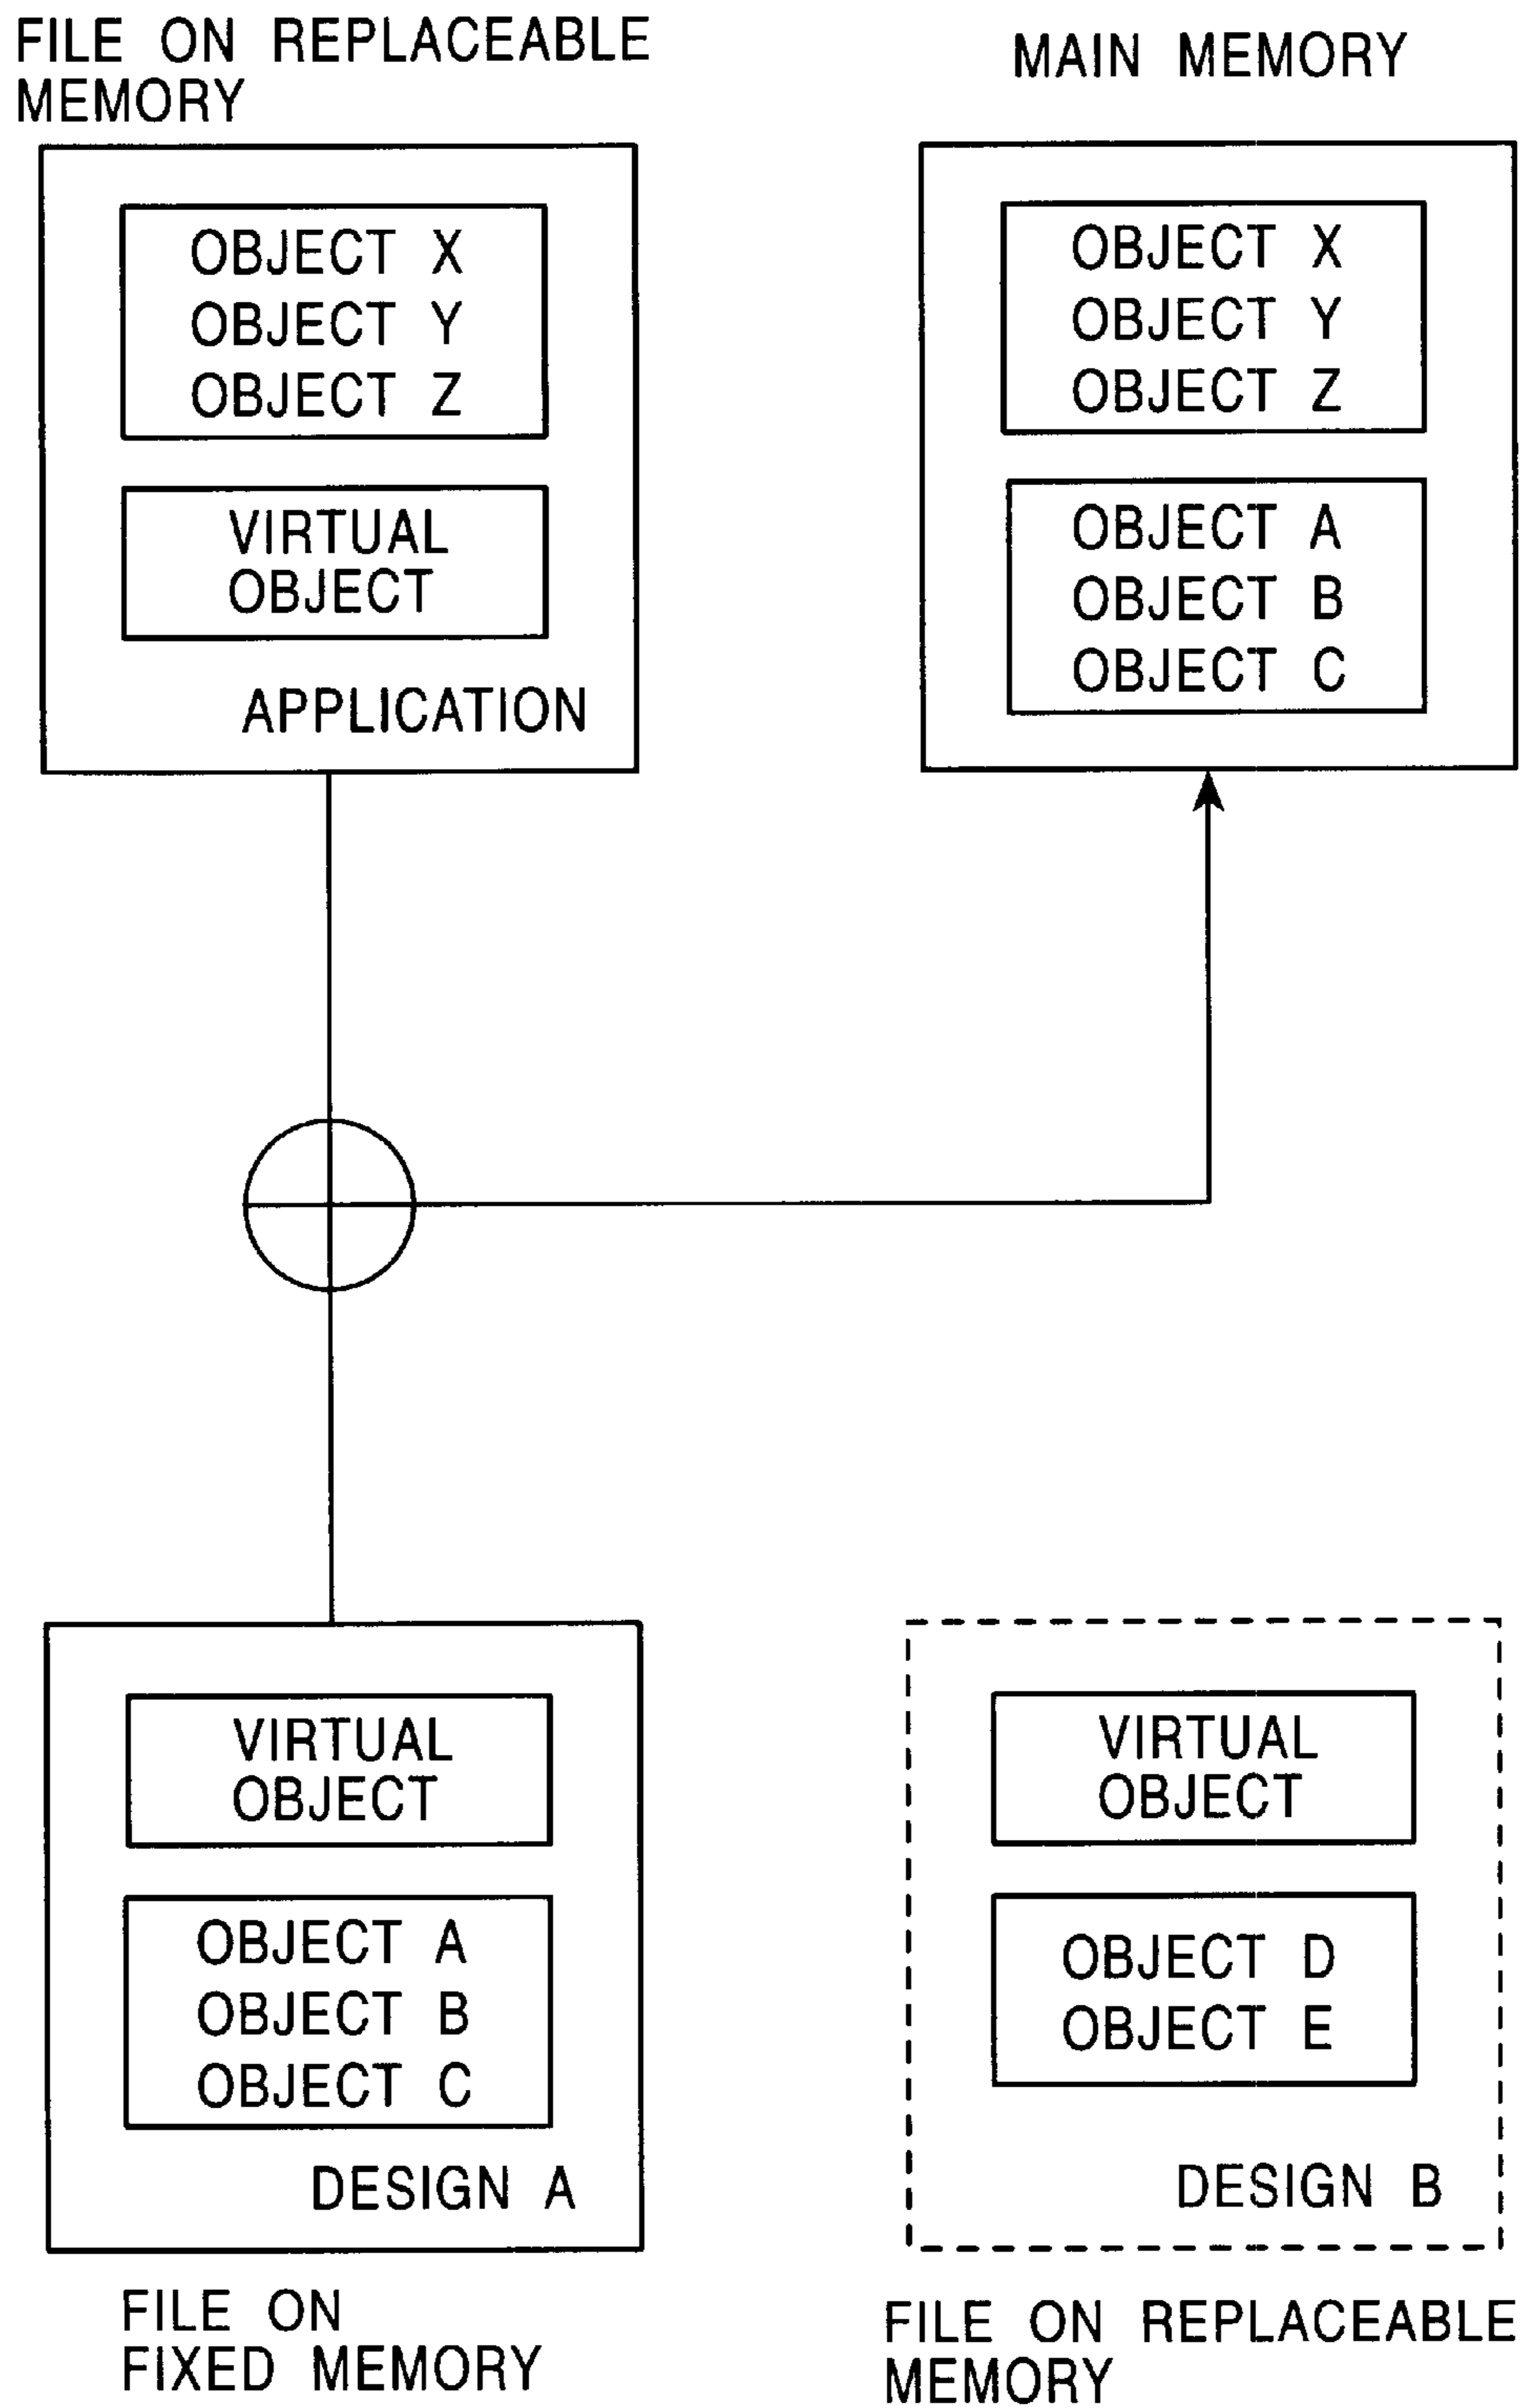 FILE ON REPLACEABLE
MEMORY
OBJECT X
OBJECT Y
OBJECT Z
VIRTUAL
OBJECT
APPLICATION
MAIN MEMORY
OBJECT X
OBJECT Y
OBJECT Z
OBJECT A
OBJECT B
OBJECT C
VIRTUAL
OBJECT
OBJECT A
OBJECT B
OBJECT C
DESIGN A
FILE ON
FIXED MEMORY
VIRTUAL
OBJECT
OBJECT D
OBJECT E
DESIGN B
FILE ON REPLACEABLE
MEMORY